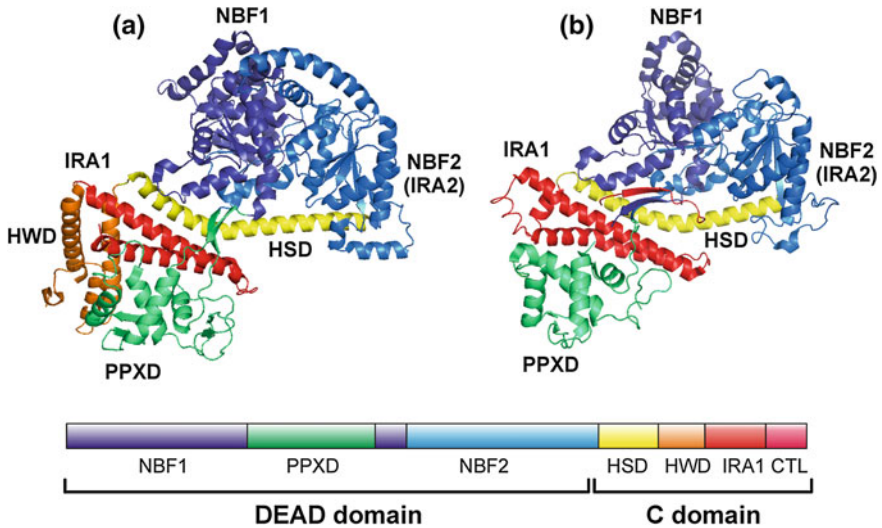 (a)
NBF1
IRA1
HWD
PPXD
HSD
NBF2
(IRA2)
(b)
NBF1
IRA1
PPXD
HSD
NBF2
(IRA2)
NBF1 PPXD NBF2 HSD HWD IRA1 CTL
DEAD domain C domain